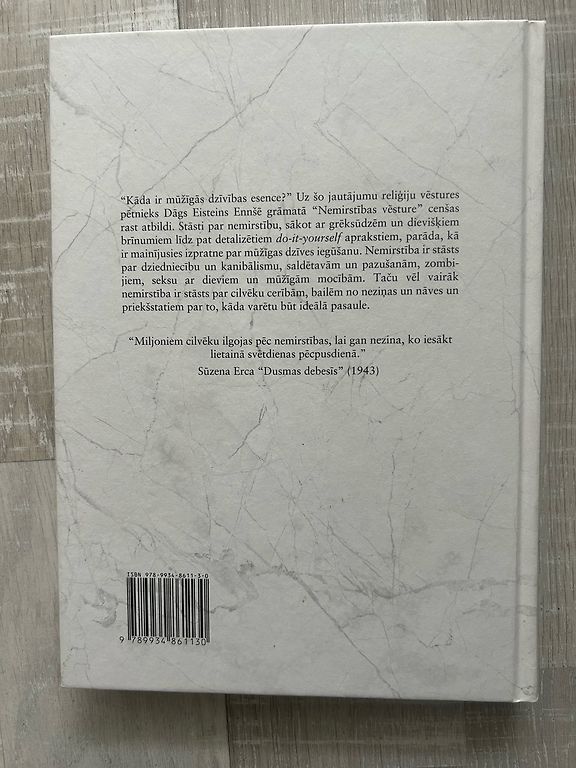 “Kāda ir mūžīgās dzīvības esence?” Uz šo jautājumu reliģiju vēstures
pētnieks Dāgs Eisteins Ennšē grāmatā “Nemirstības vēsture” cenšas
rast atbildi. Stāsti par nemirstību, sākot ar grēksūdzēm un dievišķiem
brīnumiem līdz pat detalizētiem do-it-yourself aprakstiem, parāda, kā
ir mainījusies izpratne par mūžīgas dzīves iegūšanu. Nemirstība ir stāsts
par dziedniecību un kanibālismu, saldētavām un pazušanām, zombi-
jiem, seksu ar dieviem un mūžīgām mocībām. Taču vēl vairāk
nemirstība ir stāsts par cilvēku cerībām, bailēm no neziņas un nāves un
priekšstatiem par to, kāda varētu būt ideālā pasaule.
“Miljoniem cilvēku ilgojas pēc nemirstības, lai gan nezina, ko iesākt
lietainā svētdienas pēcpusdienā.”
Sūzena Erca “Dusmas debesīs” (1943)
ISBN 978-9934-8611-3-0
9 789934 861130